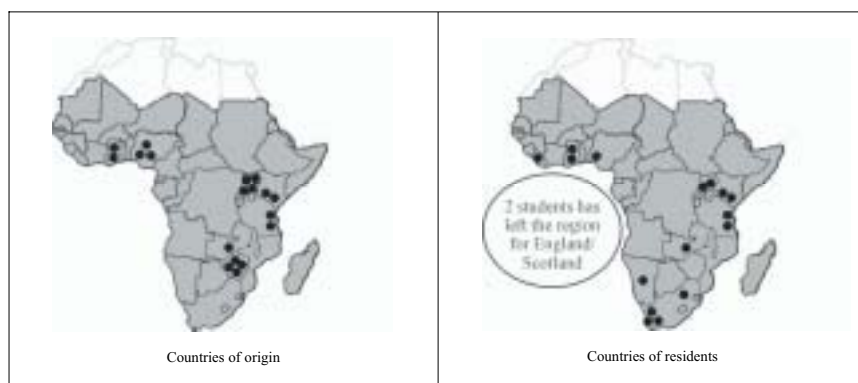 2 students has
left the region
for England/
Scotland
Countries of origin
Countries of residents